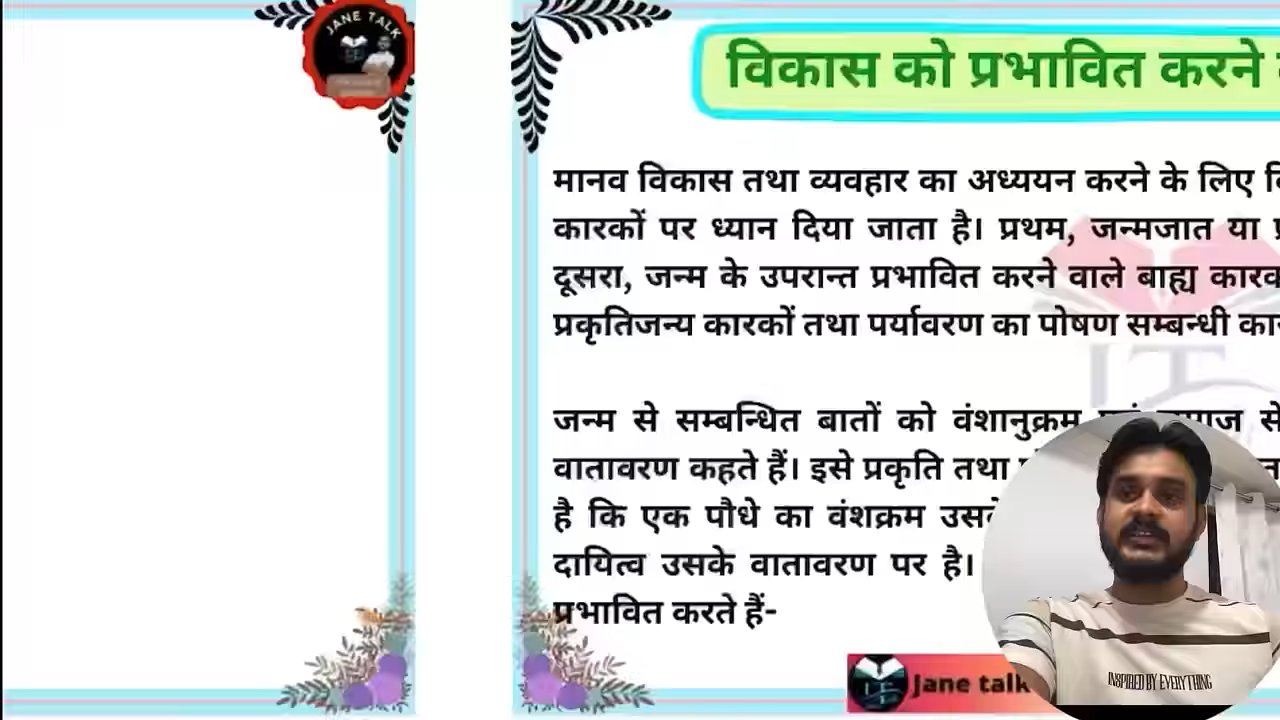 JANE TALK
विकास को प्रभावित करने
मानव विकास तथा व्यवहार का अध्ययन करने के लिए
कारकों पर ध्यान दिया जाता है। प्रथम, जन्मजात या
दूसरा, जन्म के उपरान्त प्रभावित करने वाले बाह्य
प्रकृतिजन्य कारकों तथा पर्यावरण का पोषण सम्बन्धी
जन्म से सम्बन्धित बातों को वंशानुक्रम
वातावरण कहते हैं। इसे प्रकृति तथा
है कि एक पौधे का वंशक्रम
दायित्व उसके वातावरण पर है।
प्रभावित करते हैं-
Jane talk
INSPIRED BY EVERYTHING